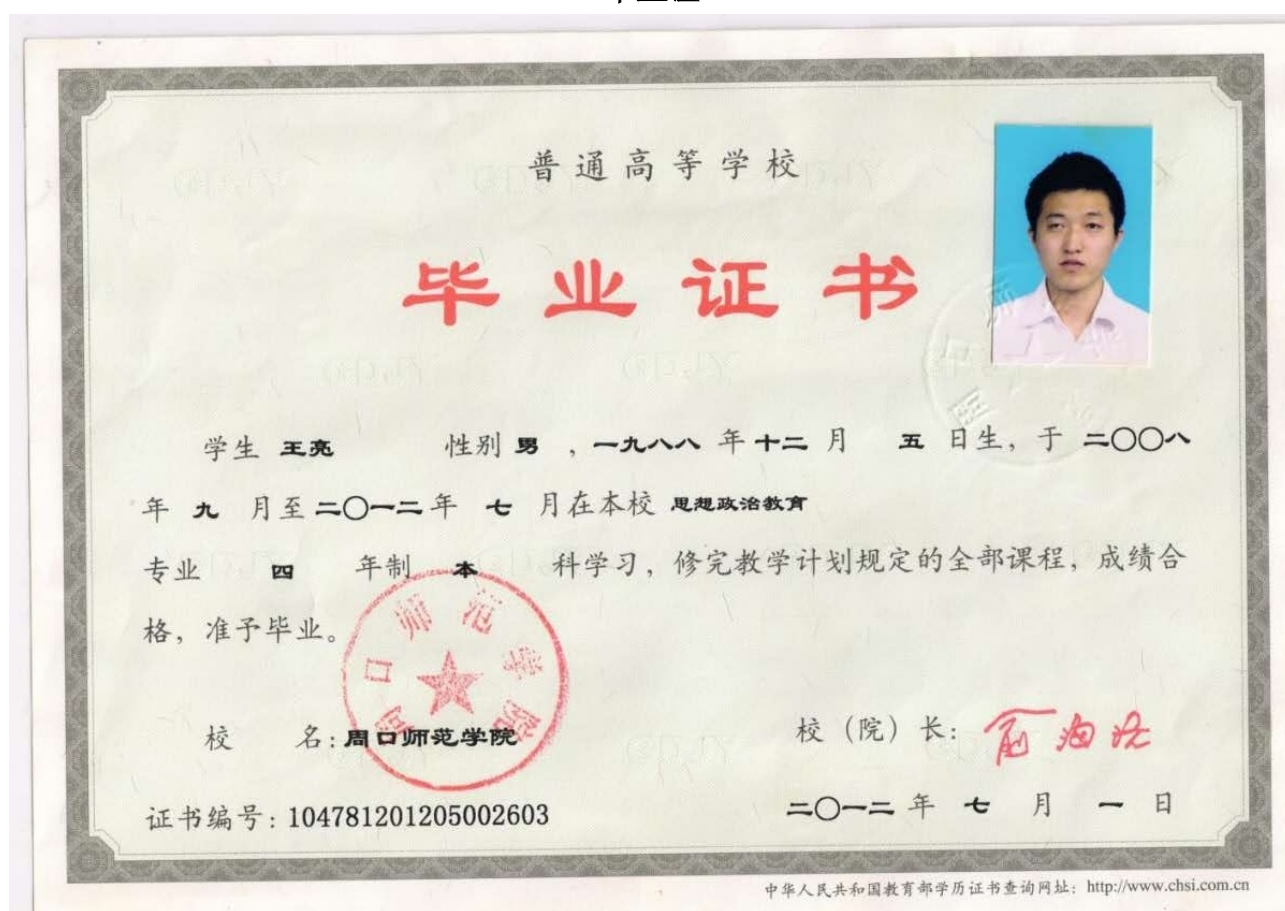 普通高等学校
毕业证书
学生 王亮 性别 男 ，一九八八 年 十二 月 五 日生，于 二〇〇八
年 九 月至 二〇一二 年 七 月在本校 思想政治教育
专业 四 年制 本 科学习，修完教学计划规定的全部课程，成绩合
格，准予毕业。
周口师范学院
校 名：周口师范学院 校（院）长：
证书编号：104781201205002603 二〇一二 年 七 月 一 日
中华人民共和国教育部学历证书查询网址：http://www.chsi.com.cn